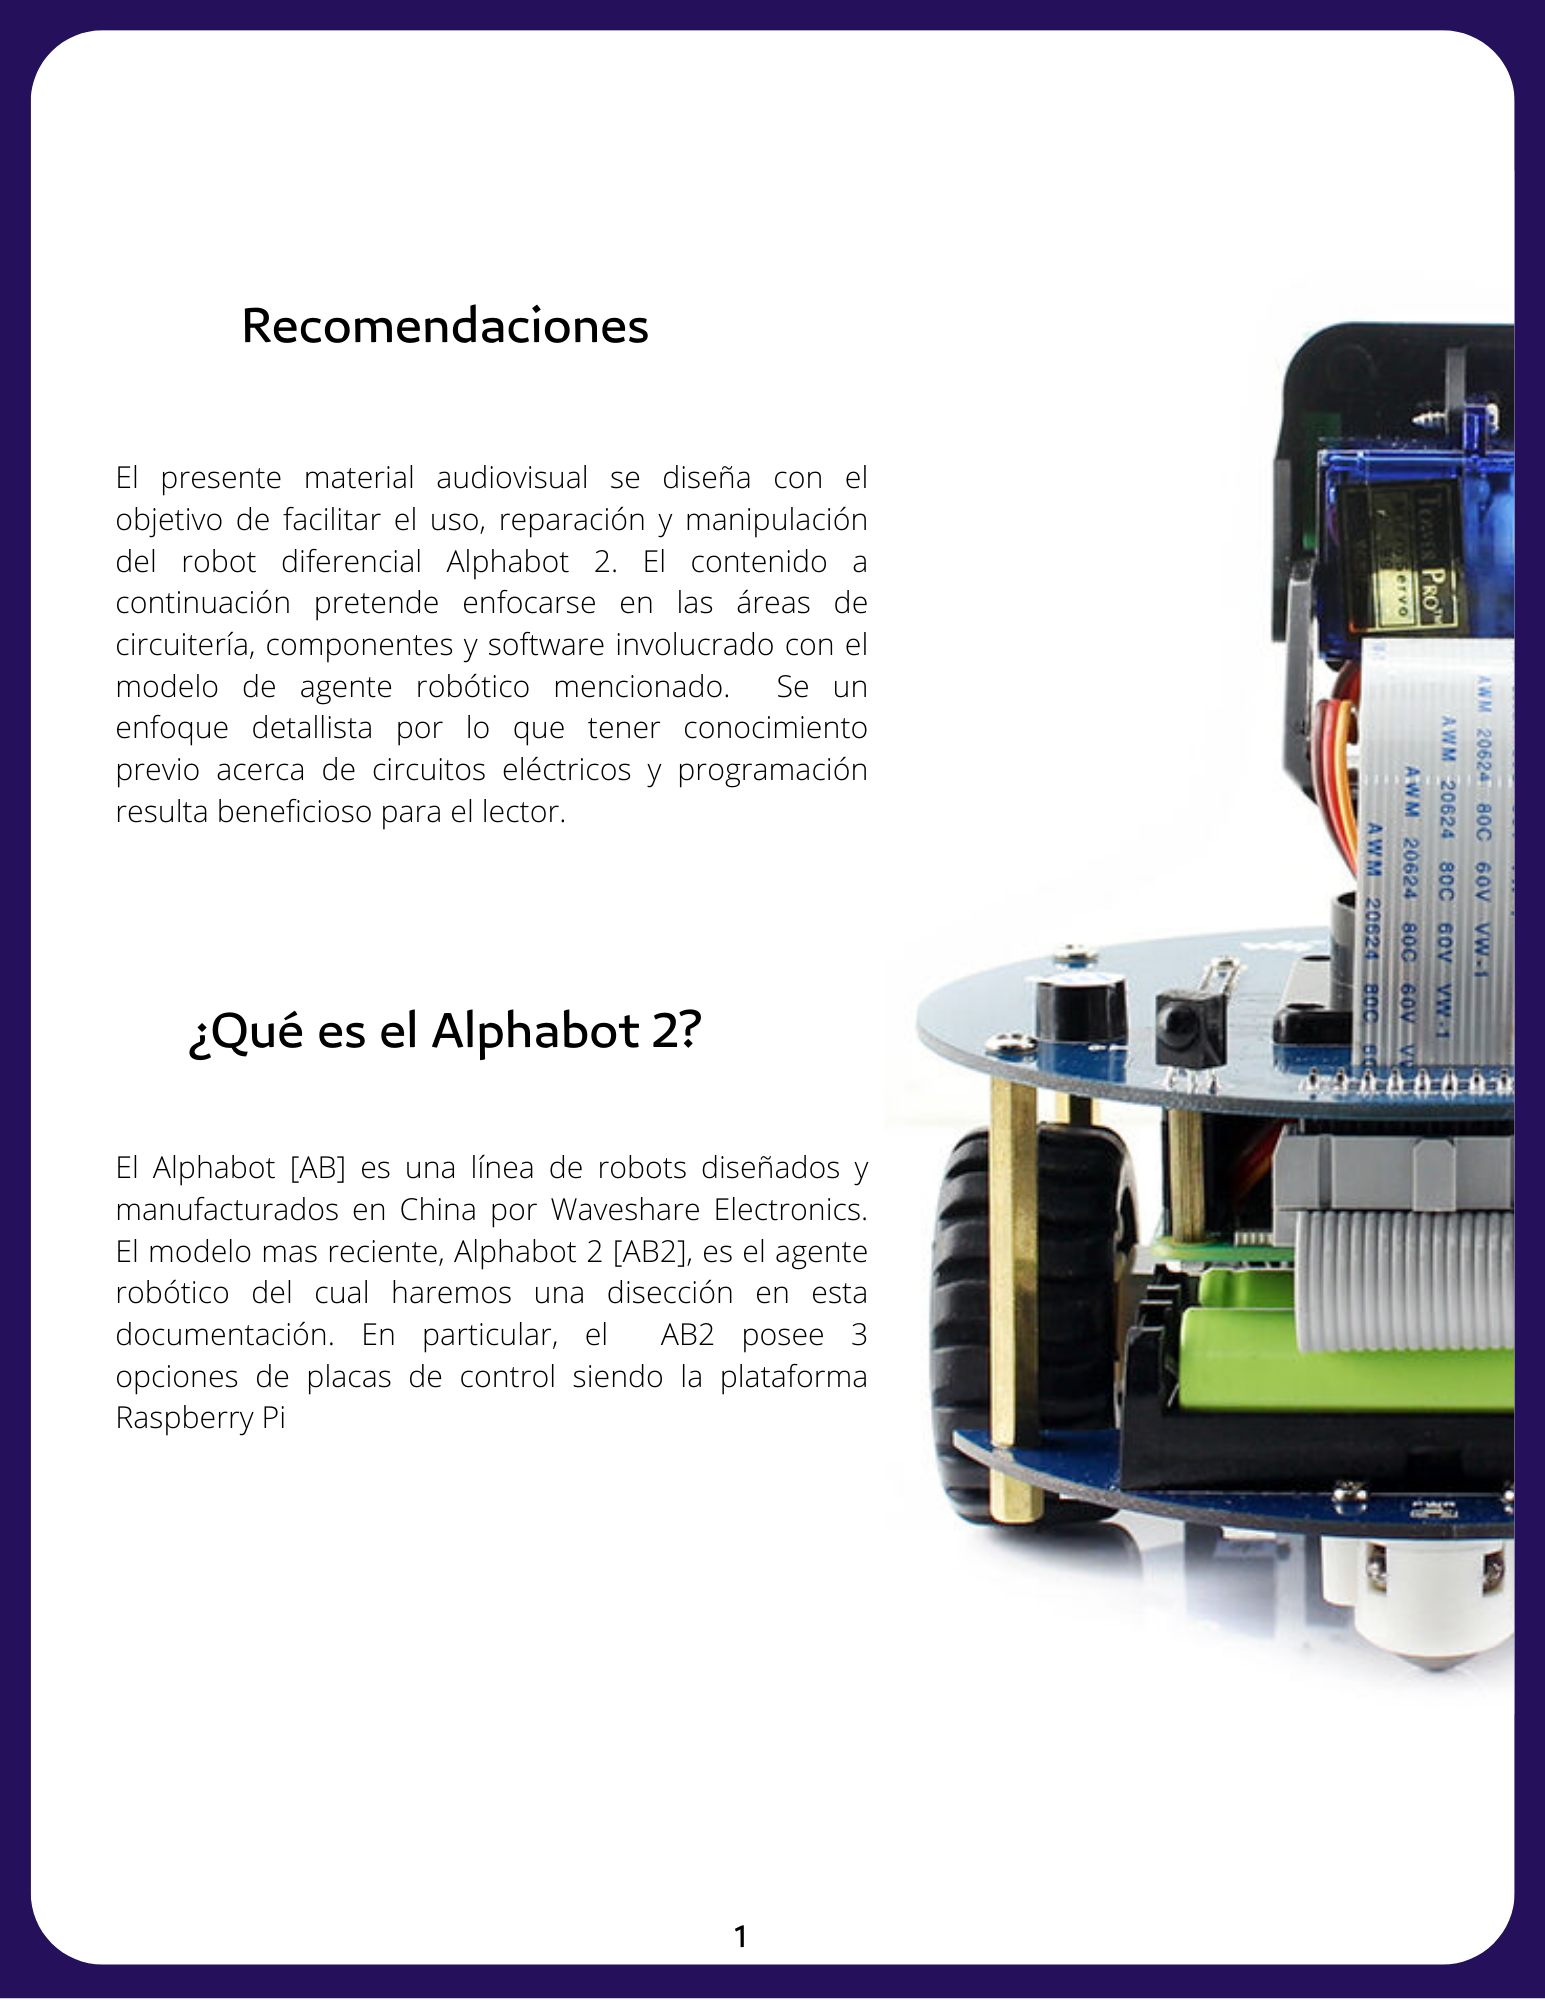 Recomendaciones
El presente material audiovisual se diseña con el
objetivo de facilitar el uso, reparación y manipulación
del robot diferencial Alphabot 2. El contenido a
continuación pretende enfocarse en las áreas de
circuitería, componentes y software involucrado con el
modelo de agente robótico mencionado. Se un
enfoque detallista por lo que tener conocimiento
previo acerca de circuitos eléctricos y programación
resulta beneficioso para el lector.
¿Qué es el Alphabot 2?
El Alphabot [AB] es una línea de robots diseñados y
manufacturados en China por Waveshare Electronics.
El modelo mas reciente, Alphabot 2 [AB2], es el agente
robótico del cual haremos una disección en esta
documentación. En particular, el AB2 posee 3
opciones de placas de control siendo la plataforma
Raspberry Pi
Pro
Servo
AWM 20624 80C 60V VW-1
AWM 20624 80C 60V VW-1
AWM 20624 80C 60V VW
AWM 20624 80C 60
1